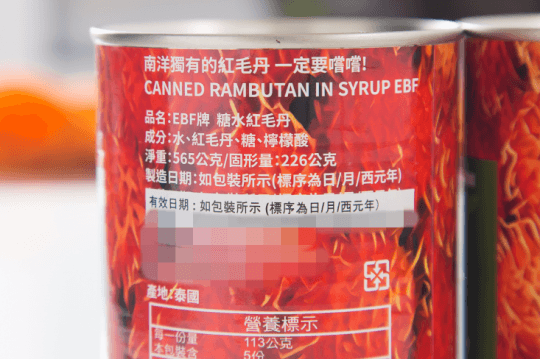 南洋獨有的紅毛丹 一定要嚐嚐!
CANNED RAMBUTAN IN SYRUP EBF
品名:EBF牌 糖水紅毛丹
成分:水、紅毛丹、糖、檸檬酸
淨重:565公克/固形量:226公克
製造日期:如包裝所示(標序為日/月/西元年)
有效日期:如包裝所示 (標序為日/月/西元年)
產地:泰國
營養標示
每一份量 113公克
本包裝含 5份